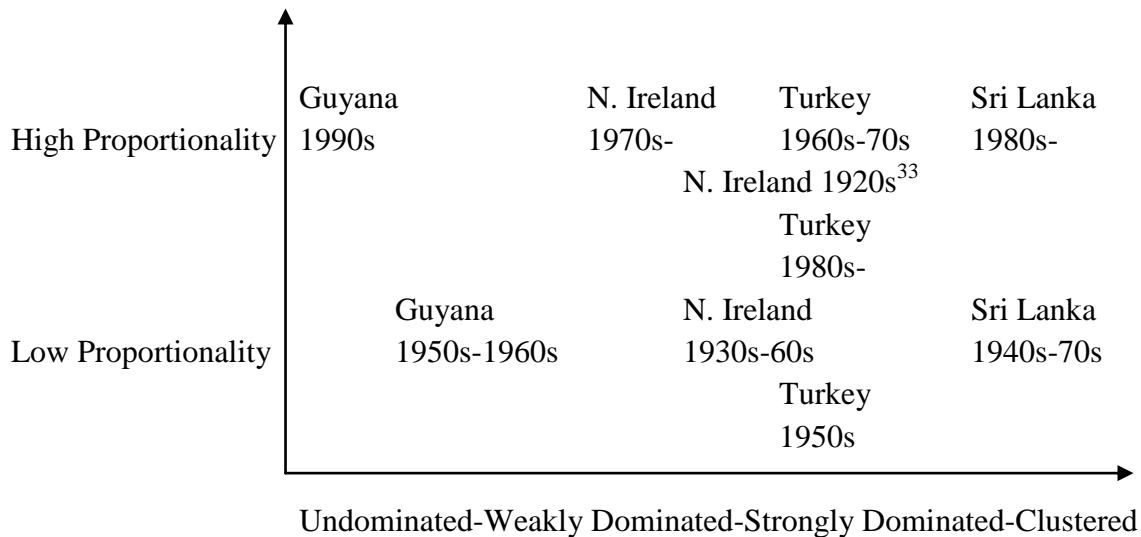 Guyana N. Ireland Turkey Sri Lanka
High Proportionality 1990s 1970s- 1960s-70s 1980s-
N. Ireland 1920s33
Turkey
1980s-
Guyana N. Ireland Sri Lanka
Low Proportionality 1950s-1960s 1930s-60s 1940s-70s
Turkey
1950s
Undominated-Weakly Dominated-Strongly Dominated-Clustered